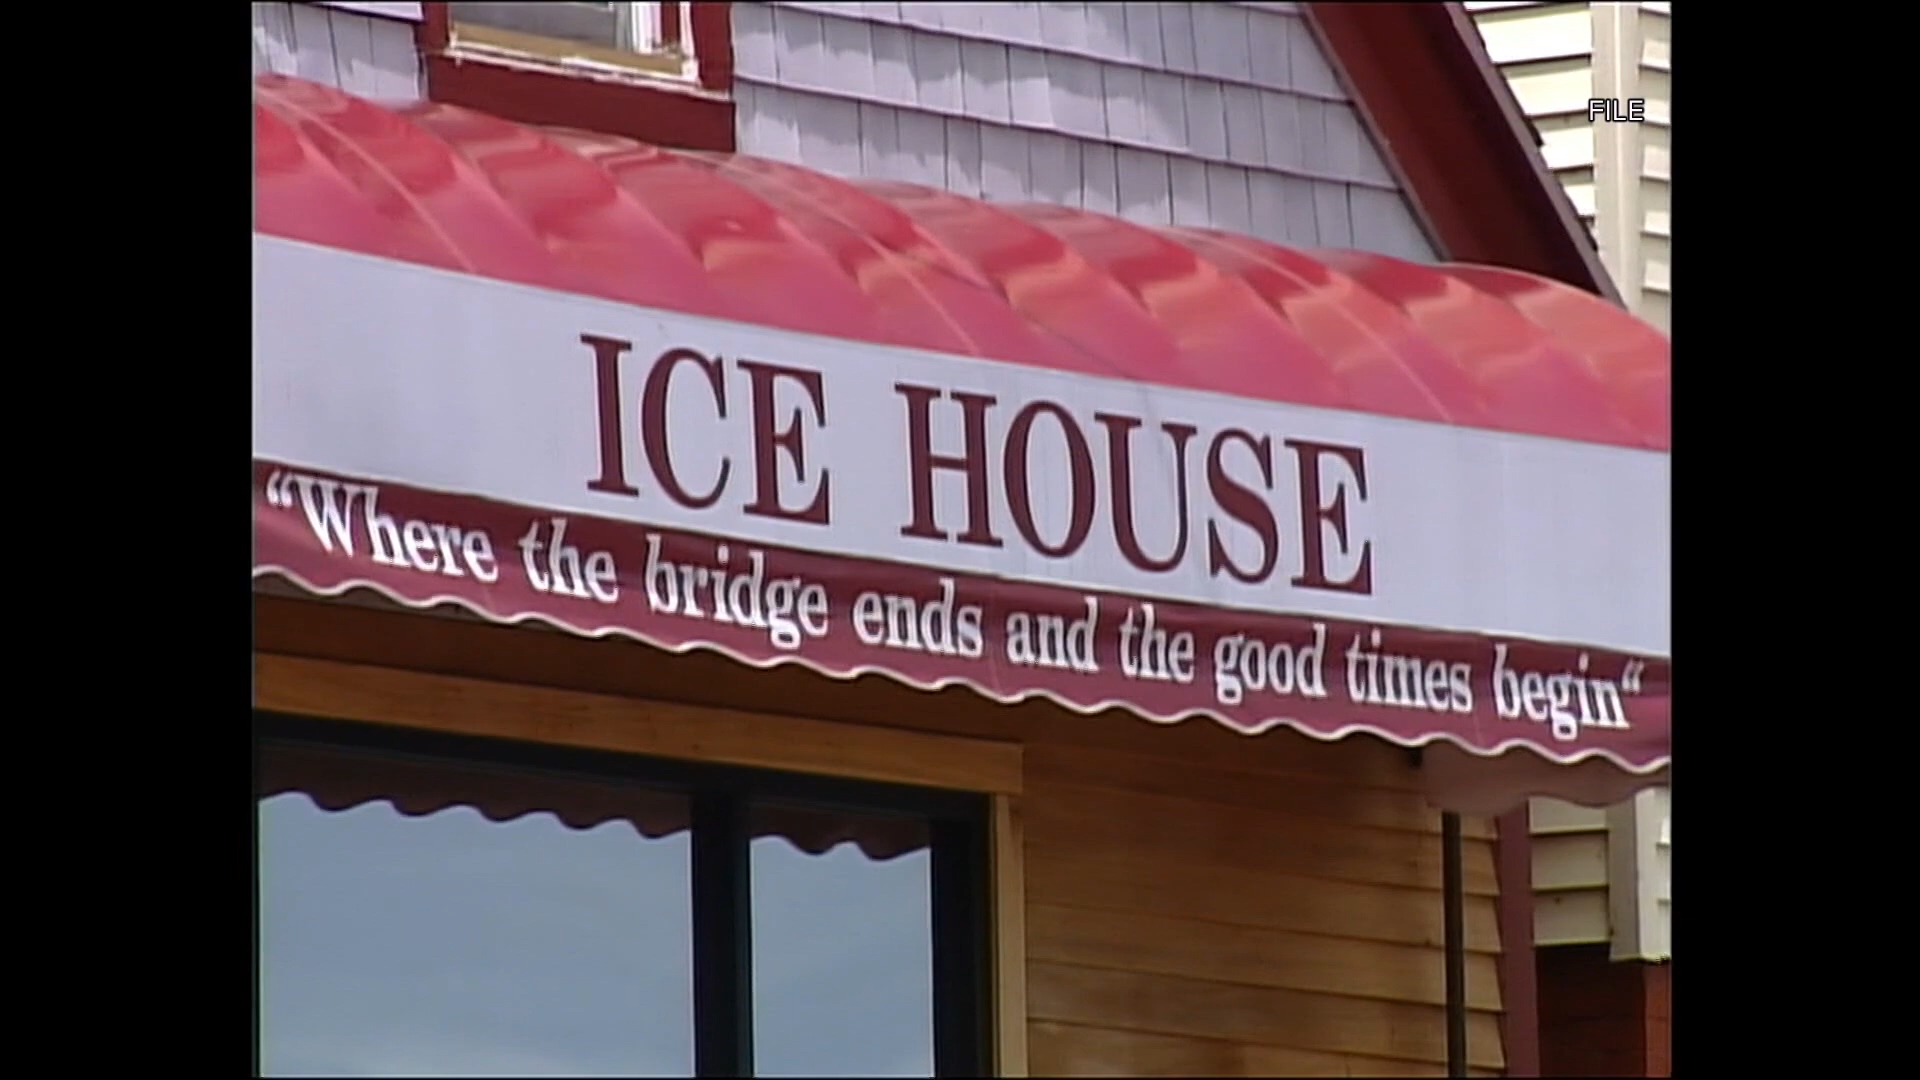 FILE
ICE HOUSE
“Where the bridge ends and the good times begin“